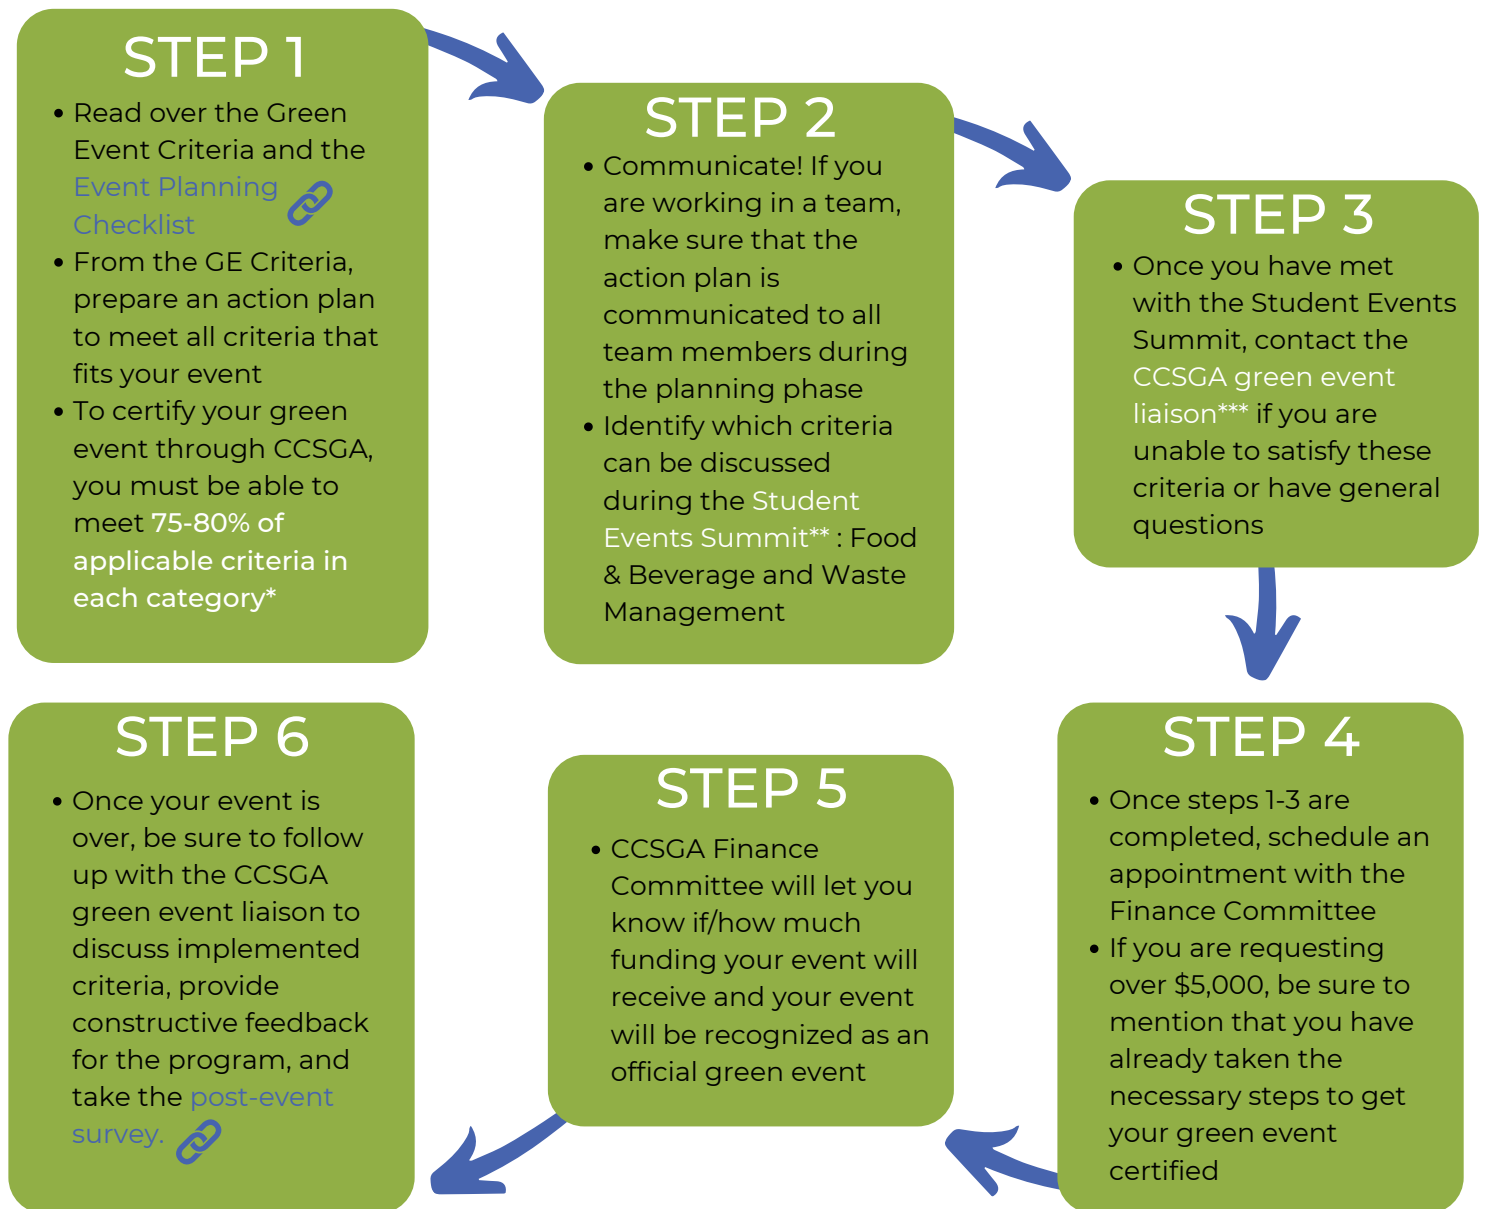 STEP 1
• Read over the Green
Event Criteria and the
Event Planning
Checklist
• From the GE Criteria,
prepare an action plan
to meet all criteria that
fits your event
• To certify your green
event through CCSGA,
you must be able to
meet 75-80% of
applicable criteria in
each category*
STEP 2
• Communicate! If you
are working in a team,
make sure that the
action plan is
communicated to all
team members during
the planning phase
• Identify which criteria
can be discussed
during the Student
Events Summit** : Food
& Beverage and Waste
Management
STEP 3
• Once you have met
with the Student Events
Summit, contact the
CCSGA green event
liaison*** if you are
unable to satisfy these
criteria or have general
questions
STEP 4
• Once steps 1-3 are
completed, schedule an
appointment with the
Finance Committee
• If you are requesting
over $5,000, be sure to
mention that you have
already taken the
necessary steps to get
your green event
certified
STEP 5
• CCSGA Finance
Committee will let you
know if/how much
funding your event will
receive and your event
will be recognized as an
official green event
STEP 6
• Once your event is
over, be sure to follow
up with the CCSGA
green event liaison to
discuss implemented
criteria, provide
constructive feedback
for the program, and
take the post-event
survey.